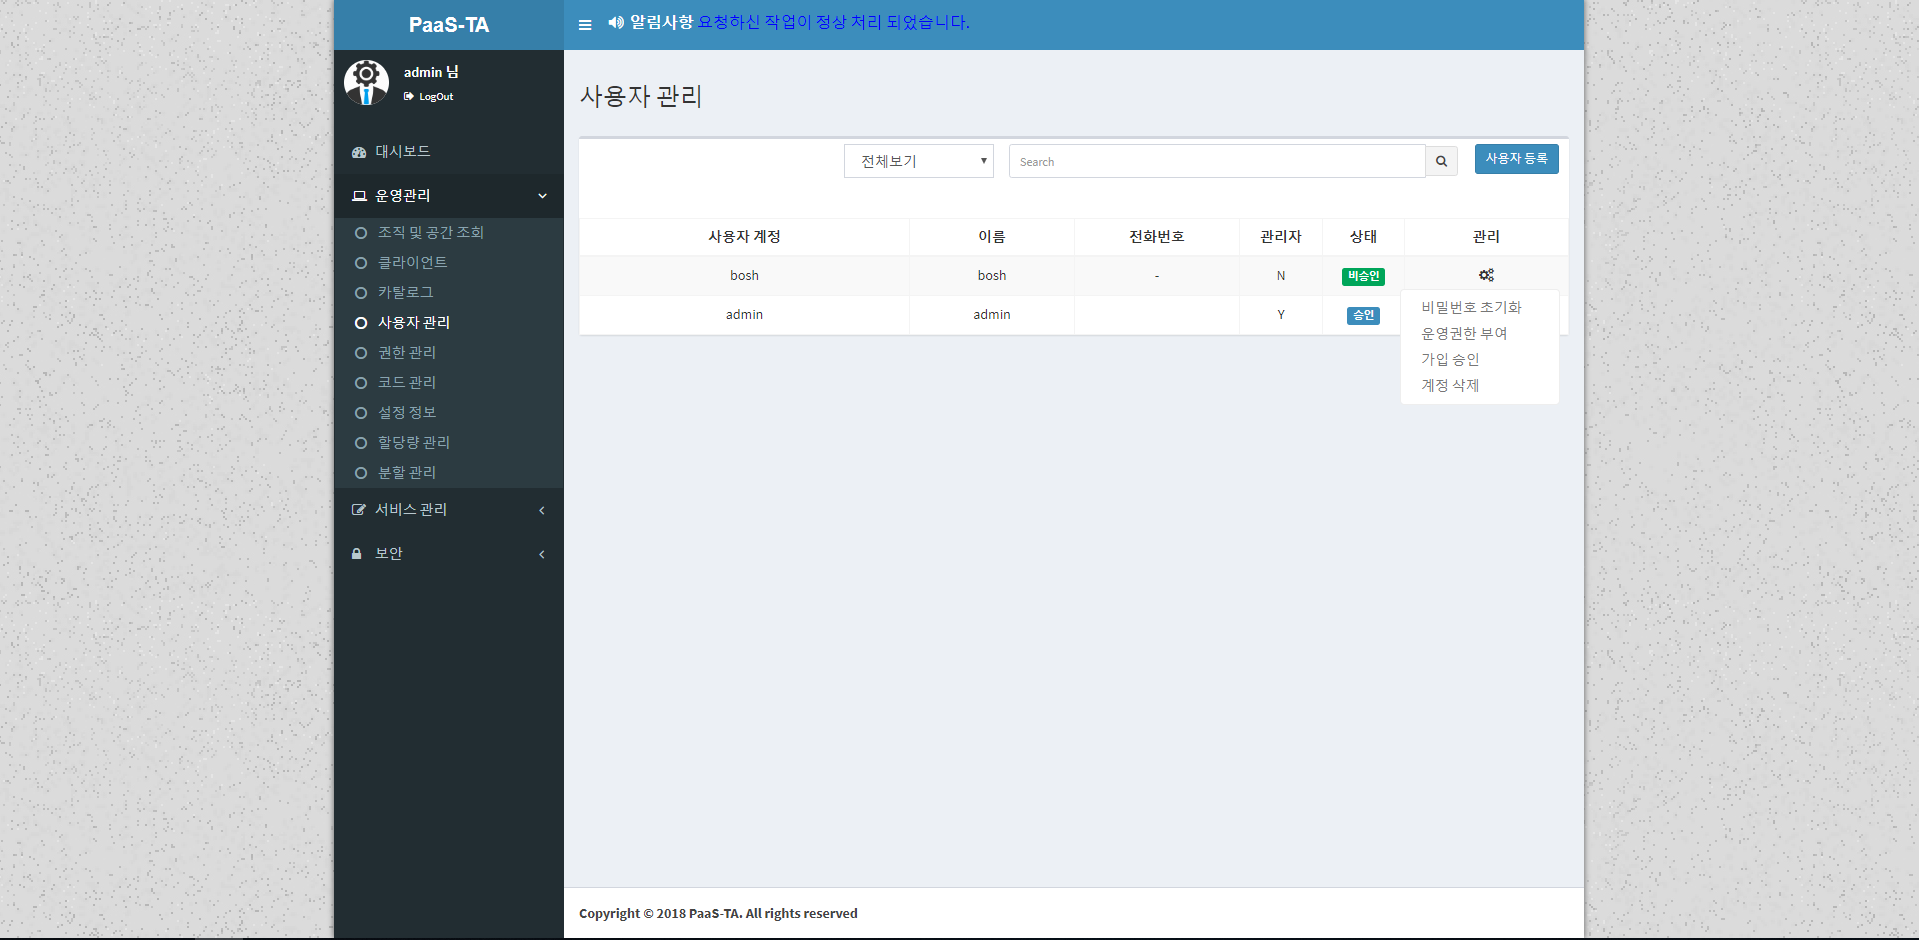 PaaS-TA
알림사항 요청하신 작업이 정상 처리 되었습니다.
admin 님
LogOut
대시보드
운영관리
조직 및 공간 조회
클라이언트
카탈로그
사용자 관리
권한 관리
코드 관리
설정 정보
할당량 관리
분할 관리
서비스 관리
보안
사용자 관리
전체보기 Search 사용자 등록
사용자 계정 이름 전화번호 관리자 상태 관리
bosh bosh - N 비승인
admin admin Y 승인
비밀번호 초기화
운영권한 부여
가입 승인
계정 삭제
Copyright © 2018 PaaS-TA. All rights reserved